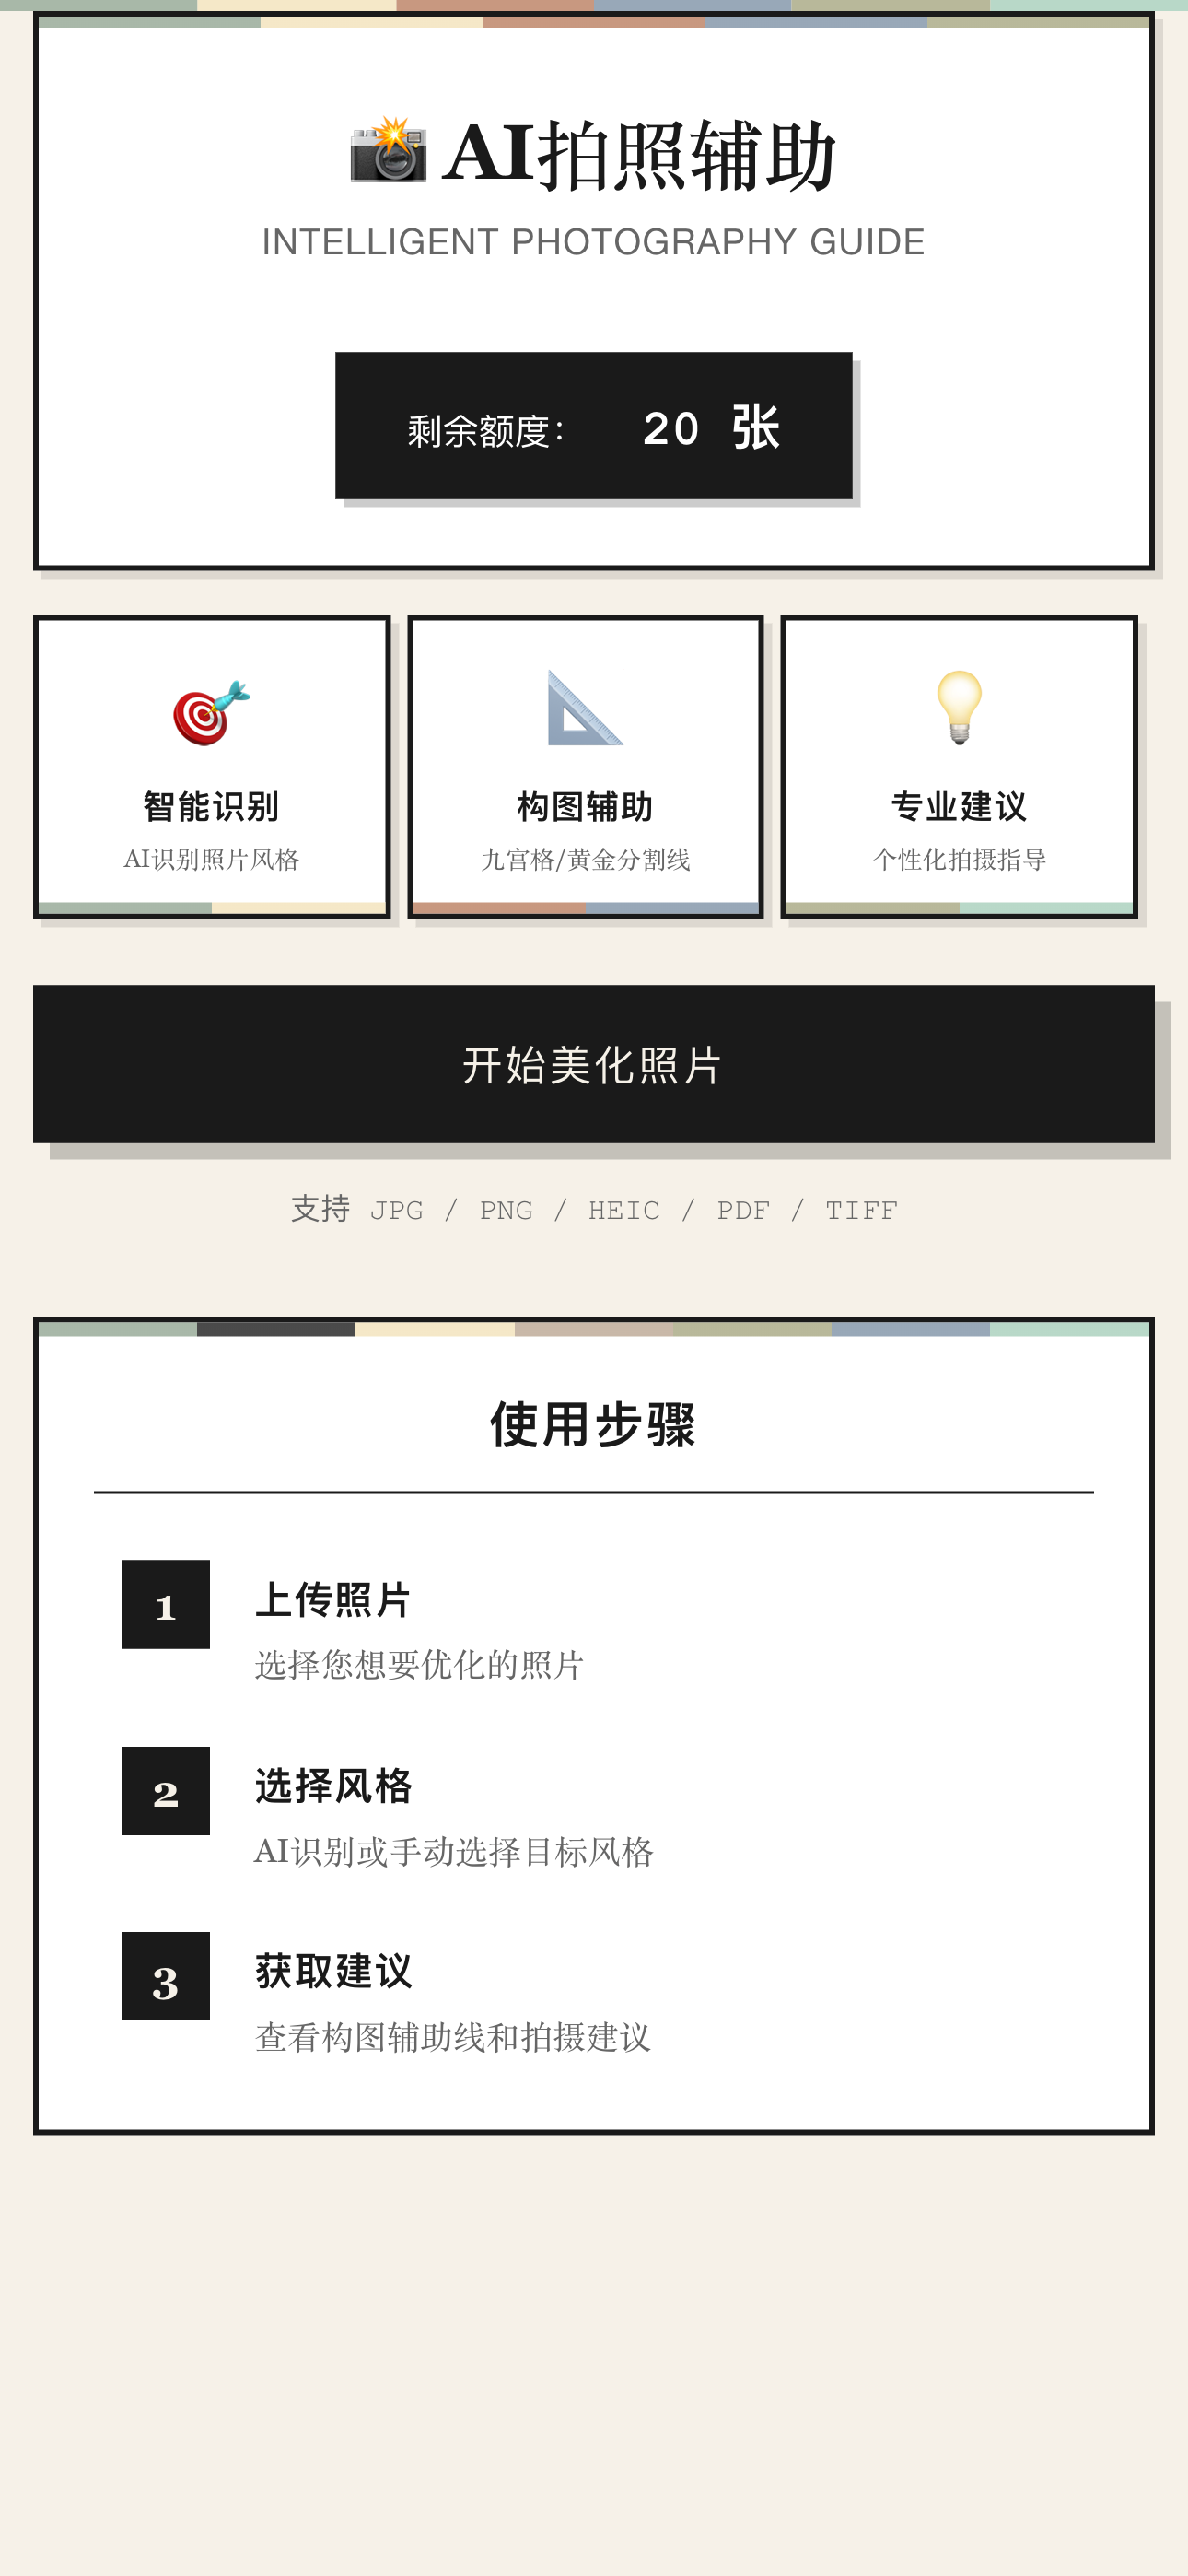 AI拍照辅助
INTELLIGENT PHOTOGRAPHY GUIDE
剩余额度： 20 张
智能识别
AI识别照片风格
构图辅助
九宫格/黄金分割线
专业建议
个性化拍摄指导
开始美化照片
支持 JPG / PNG / HEIC / PDF / TIFF
使用步骤
1 上传照片
选择您想要优化的照片
2 选择风格
AI识别或手动选择目标风格
3 获取建议
查看构图辅助线和拍摄建议